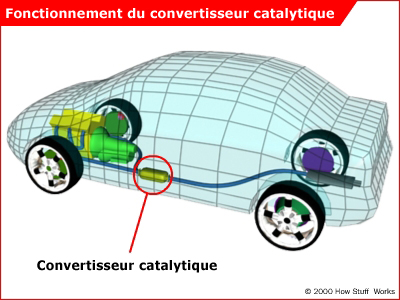 Fonctionnement du convertisseur catalytique
Convertisseur catalytique
© 2000 How Stuff Works